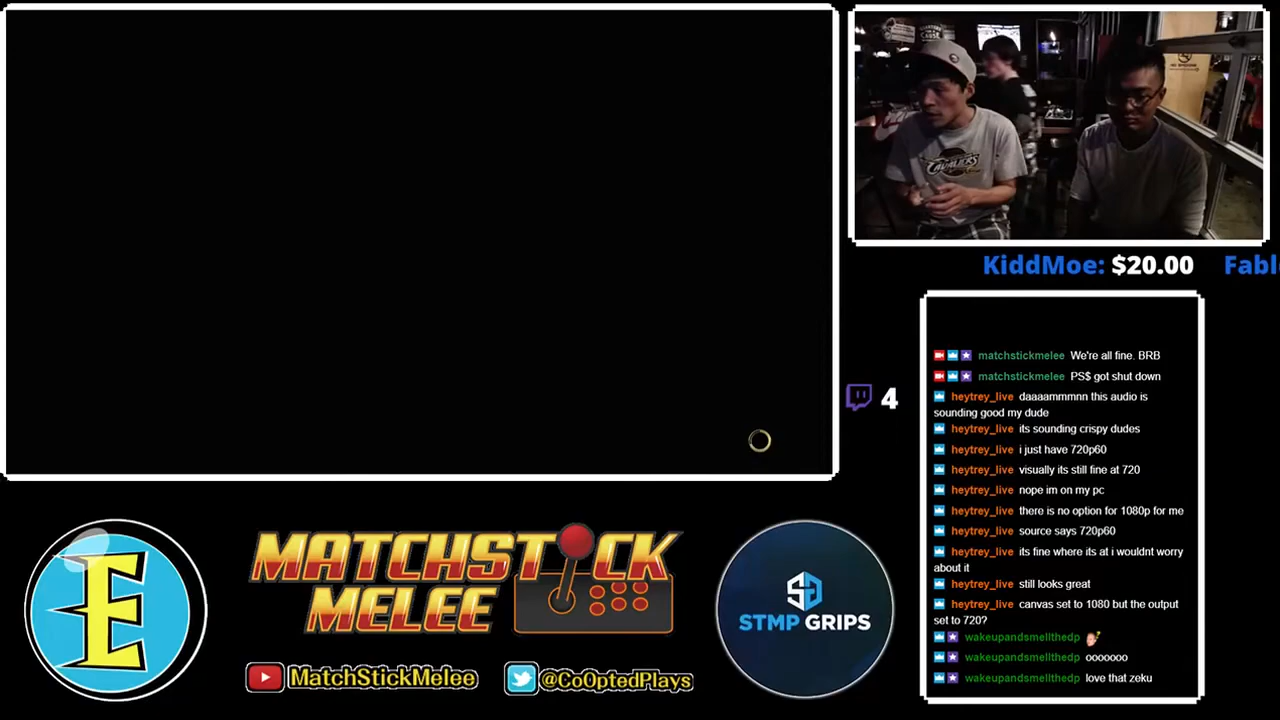 CAVALIERS
KiddMoe: $20.00 Fabl
matchstickmelee We're all fine. BRB
matchstickmelee PS$ got shut down
heytrey_live daaaammmnn this audio is
sounding good my dude
heytrey_live its sounding crispy dudes
heytrey_live i just have 720p60
heytrey_live visually its still fine at 720
heytrey_live nope im on my pc
heytrey_live there is no option for 1080p for me
heytrey_live source says 720p60
heytrey_live its fine where its at i wouldnt worry
about it
heytrey_live still looks great
heytrey_live canvas set to 1080 but the output
set to 720?
wakeupandsmellthedp
wakeupandsmellthedp ooooooo
wakeupandsmellthedp love that zeku
4
E
MATCHSTICK
MELEE
STMP GRIPS
MatchStickMelee
@CoOptedPlays